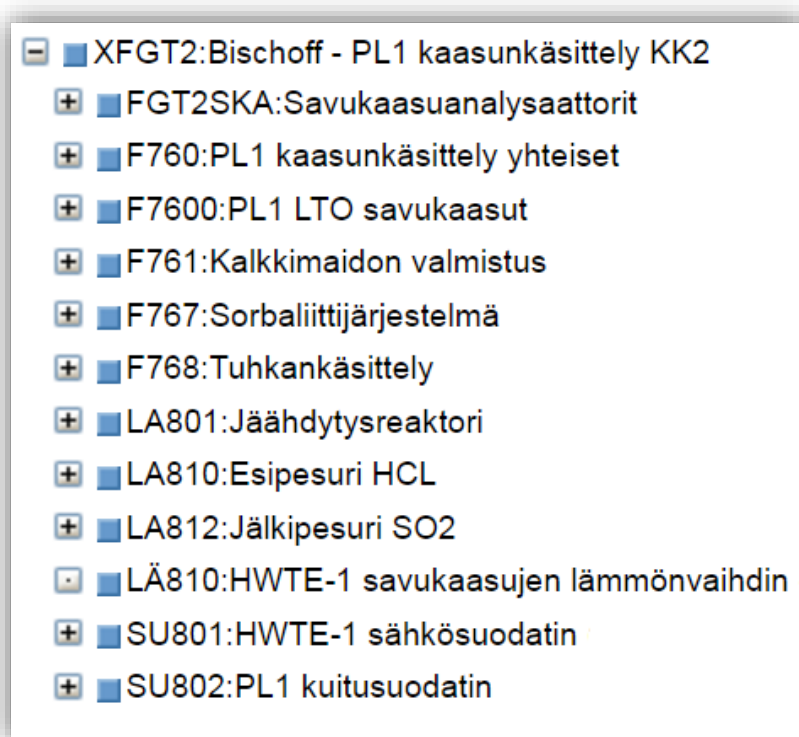 XFGT2:Bischoff - PL1 kaasunkäsittely KK2
FGT2SKA:Savukaasuanalysaattorit
F760:PL1 kaasunkäsittely yhteiset
F7600:PL1 LTO savukaasut
F761:Kalkkimaidon valmistus
F767:Sorbaliittijärjestelmä
F768:Tuhkankäsittely
LA801:Jäähdytysreaktori
LA810:Esipesuri HCL
LA812:Jälkipesuri SO2
LÄ810:HWTE-1 savukaasujen lämmönvaihdin
SU801:HWTE-1 sähkösuodatin
SU802:PL1 kuitusuodatin